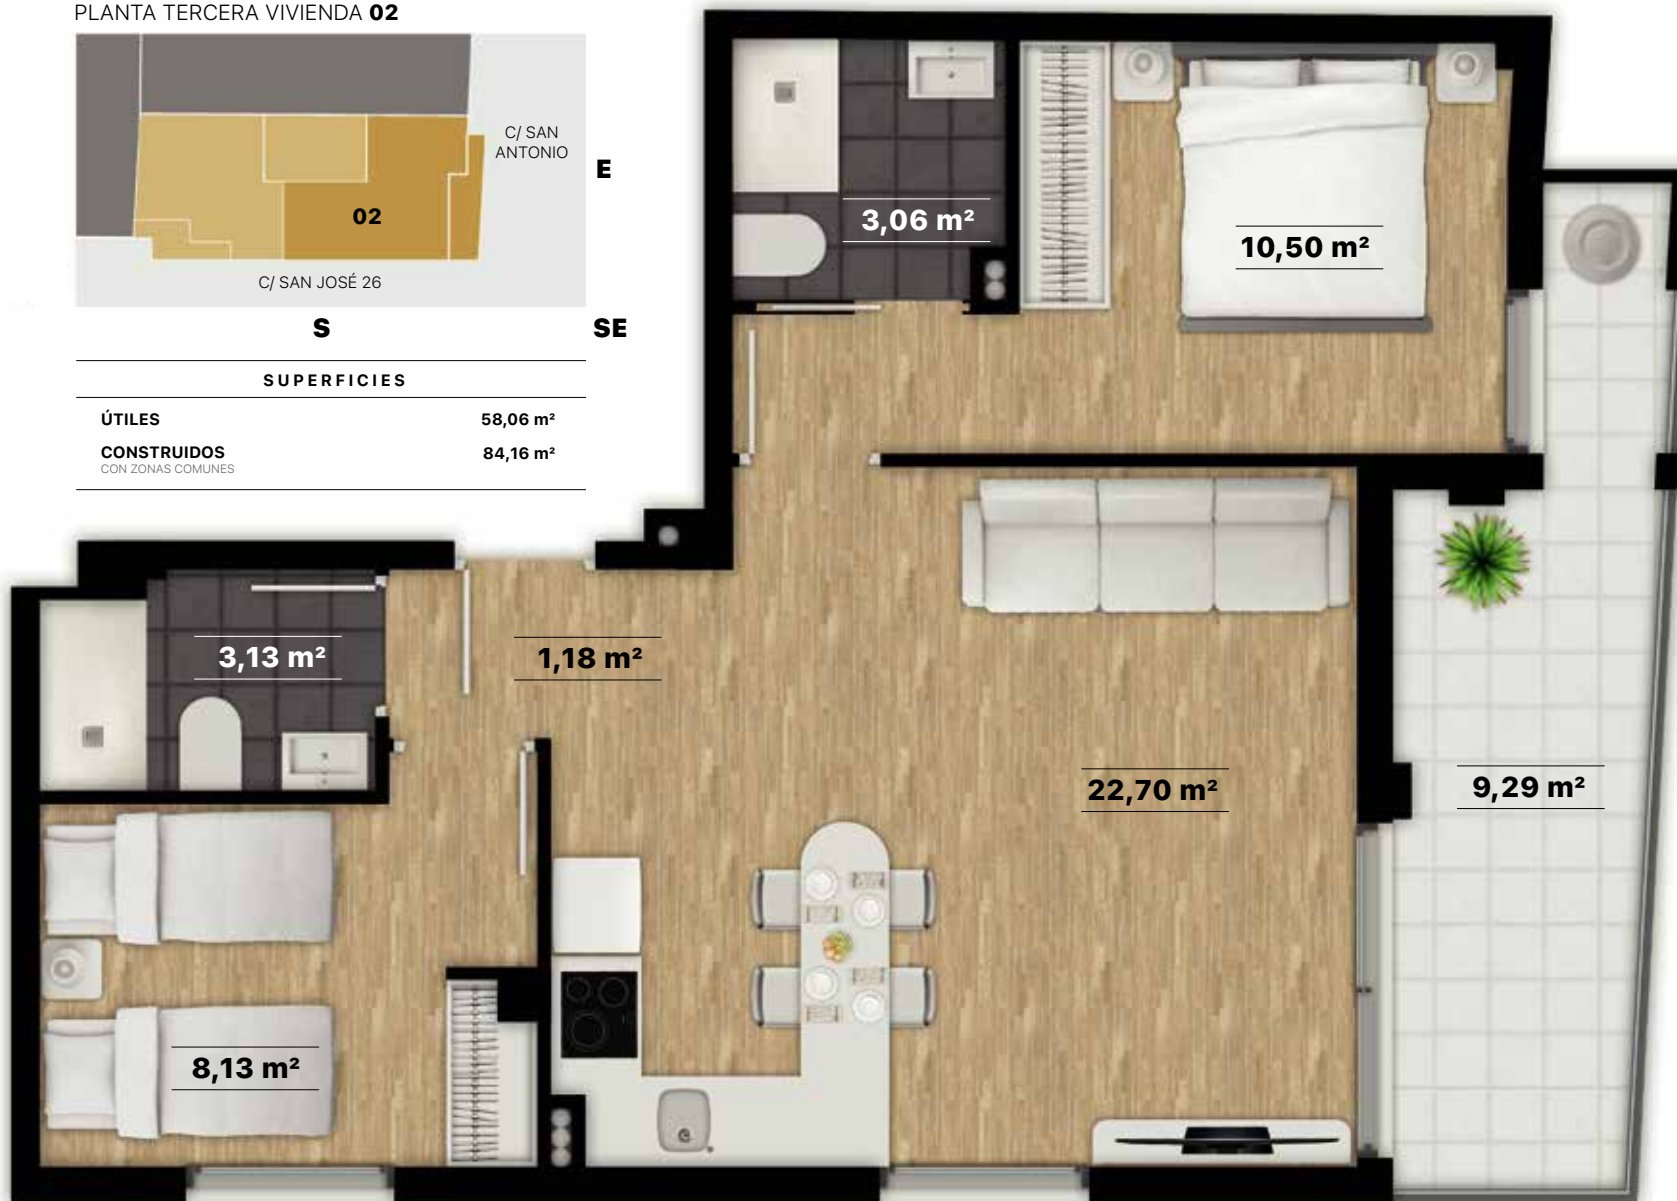 PLANTA TERCERA VIVIENDA 02
C/ SAN
ANTONIO
E
02
C/ SAN JOSÉ 26
S
SE
SUPERFICIES
ÚTILES 58,06 m²
CONSTRUIDOS 84,16 m²
CON ZONAS COMUNES
3,06 m²
10,50 m²
3,13 m²
1,18 m²
22,70 m²
9,29 m²
8,13 m²